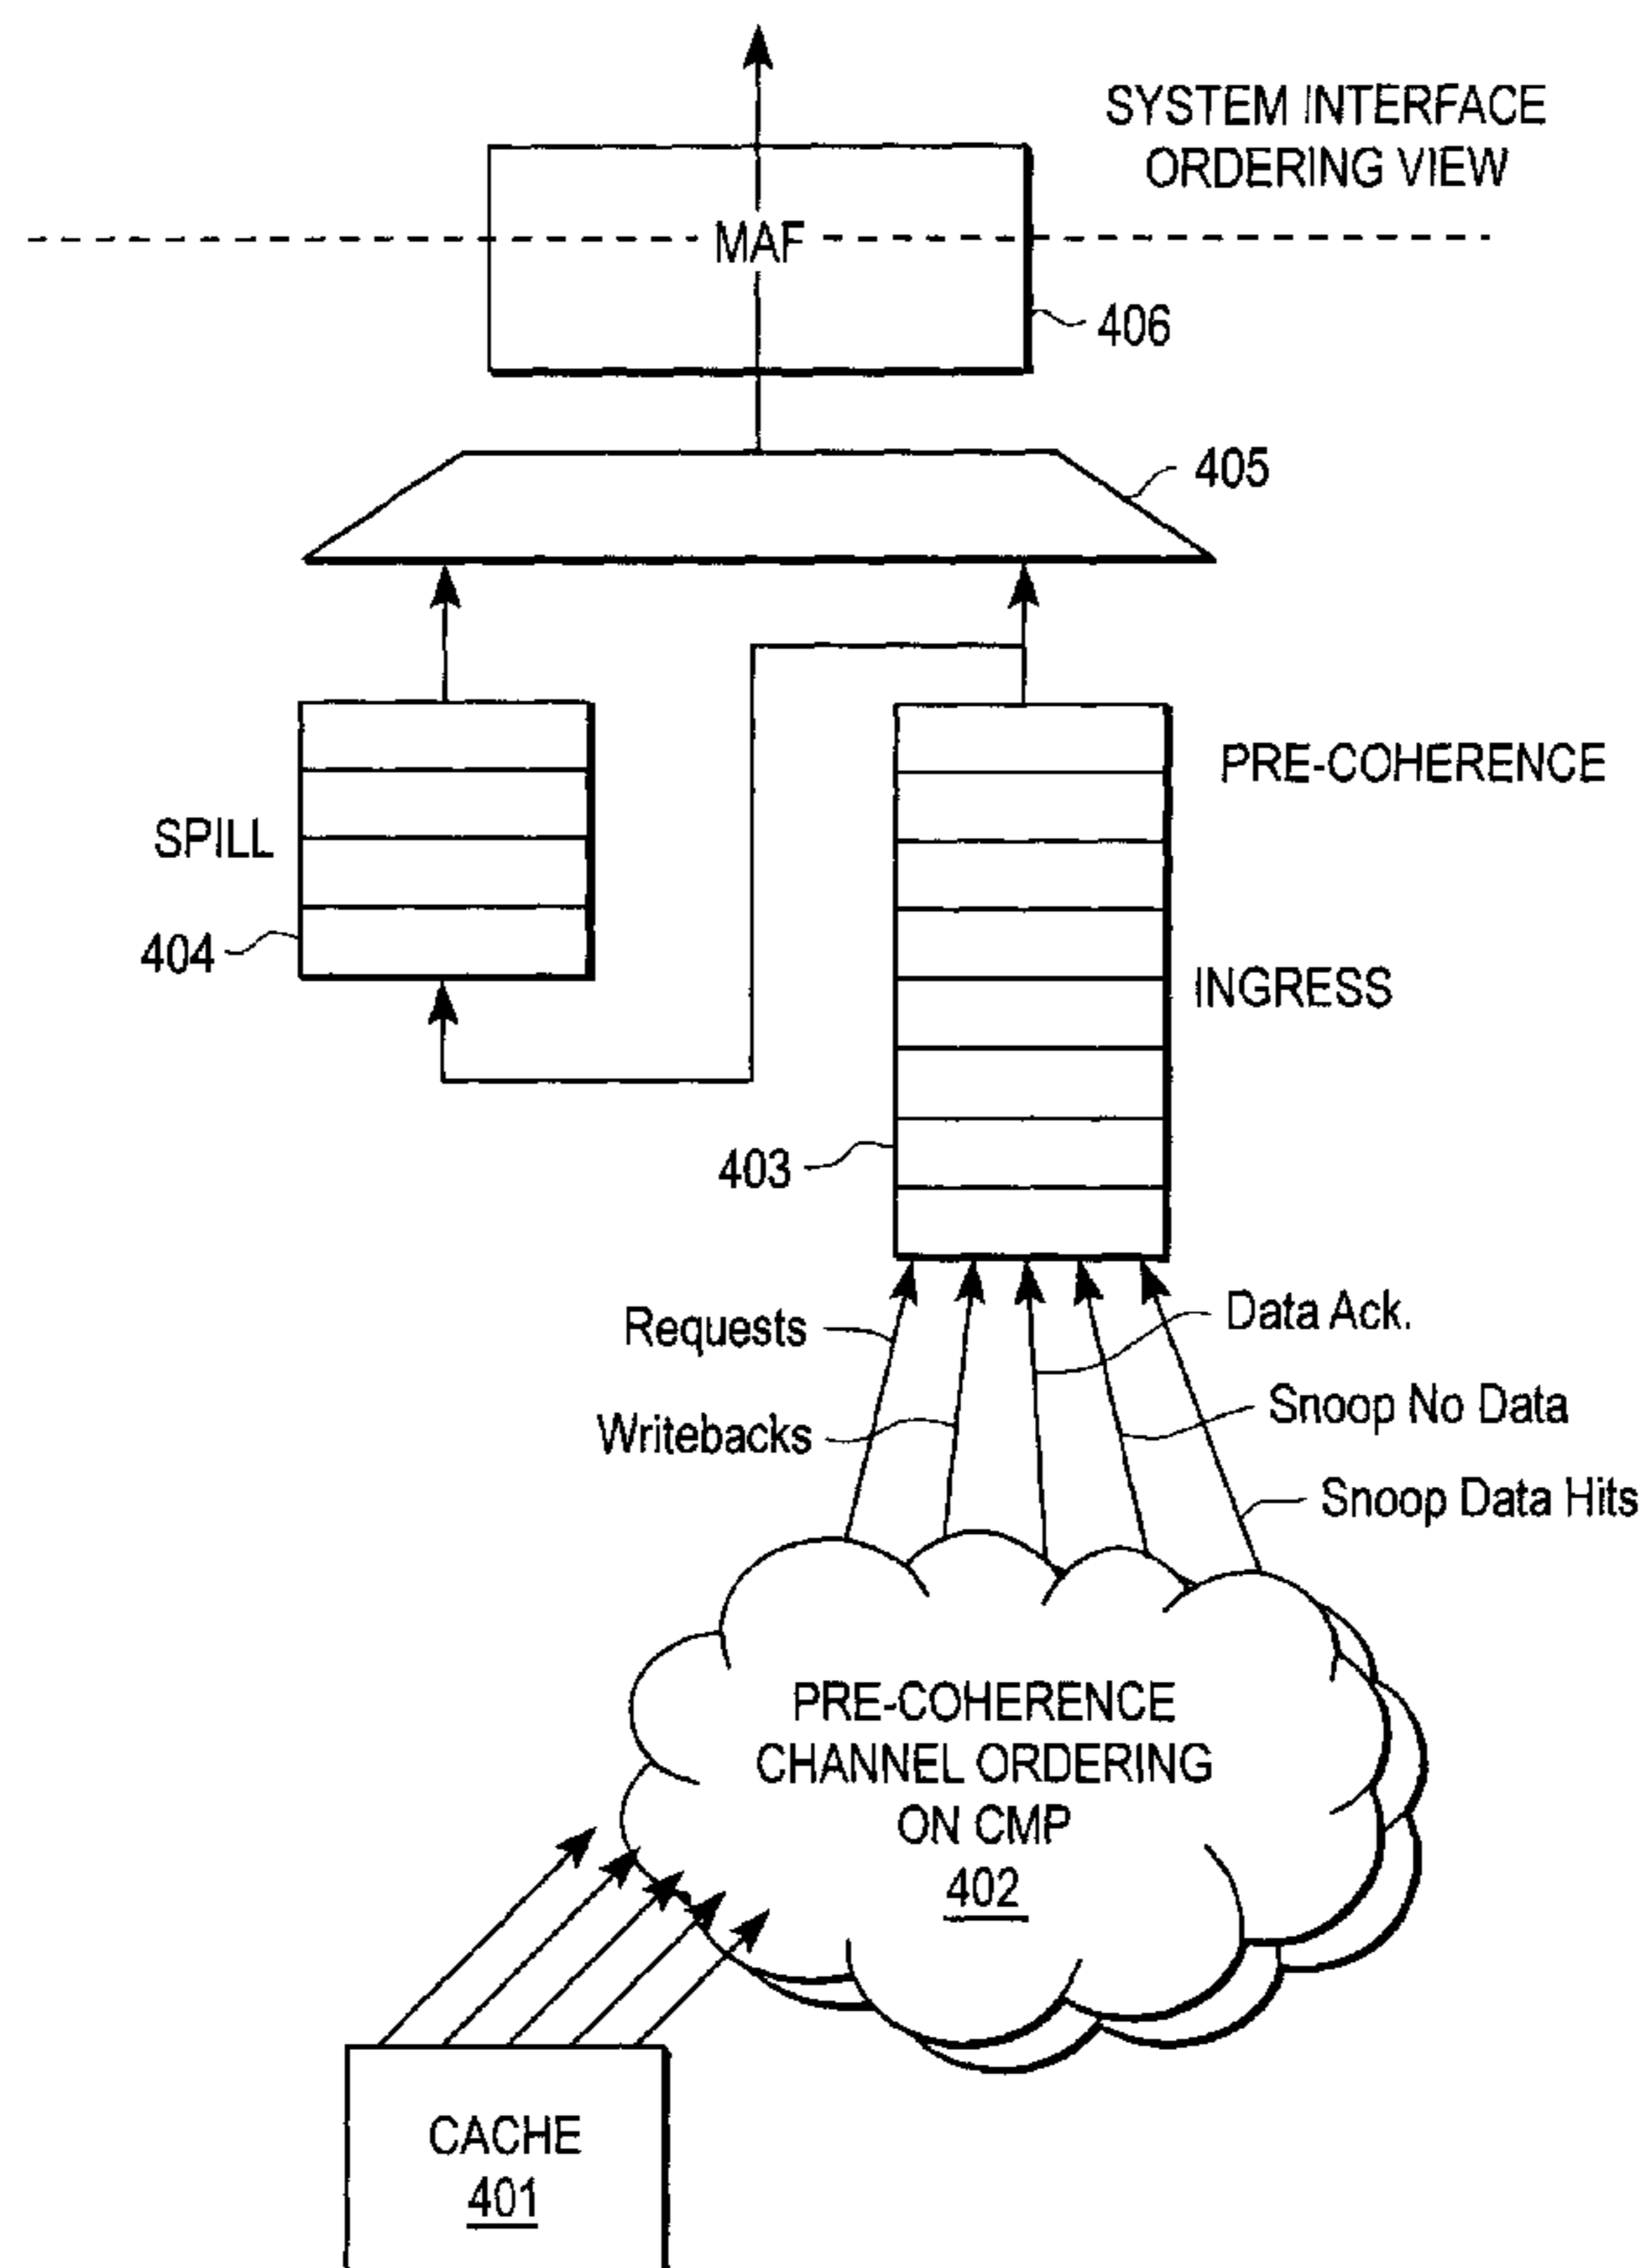 SYSTEM INTERFACE
ORDERING VIEW
MAF
406
405
PRE-COHERENCE
SPILL
404
INGRESS
403
Requests
Data Ack.
Writebacks
Snoop No Data
Snoop Data Hits
PRE-COHERENCE
CHANNEL ORDERING
ON CMP
402
CACHE
401